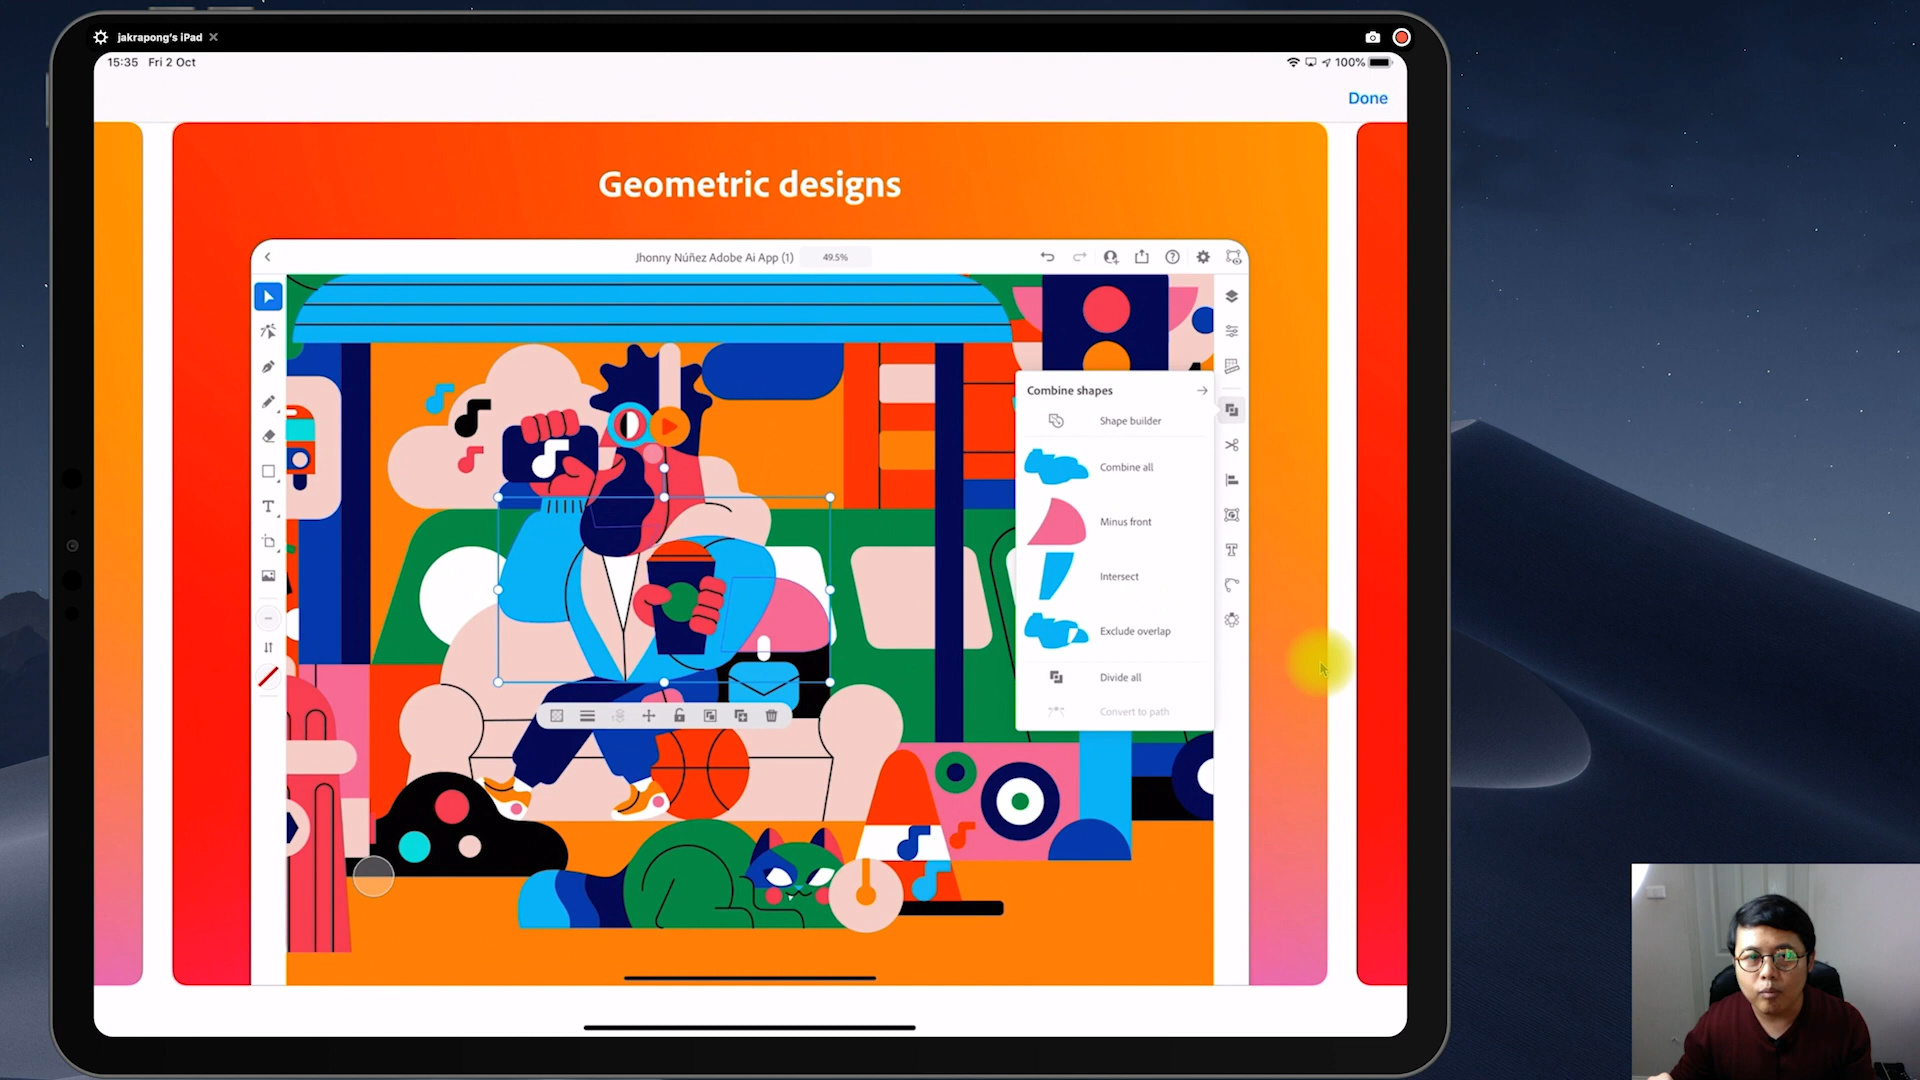 jakrapong's iPad
15:35 Fri 2 Oct
100%
Done
Geometric designs
Jhonny Núñez Adobe Ai App (1)
49.5%
Combine shapes
Shape builder
Combine all
Minus front
Intersect
Exclude overlap
Divide all
Convert to path